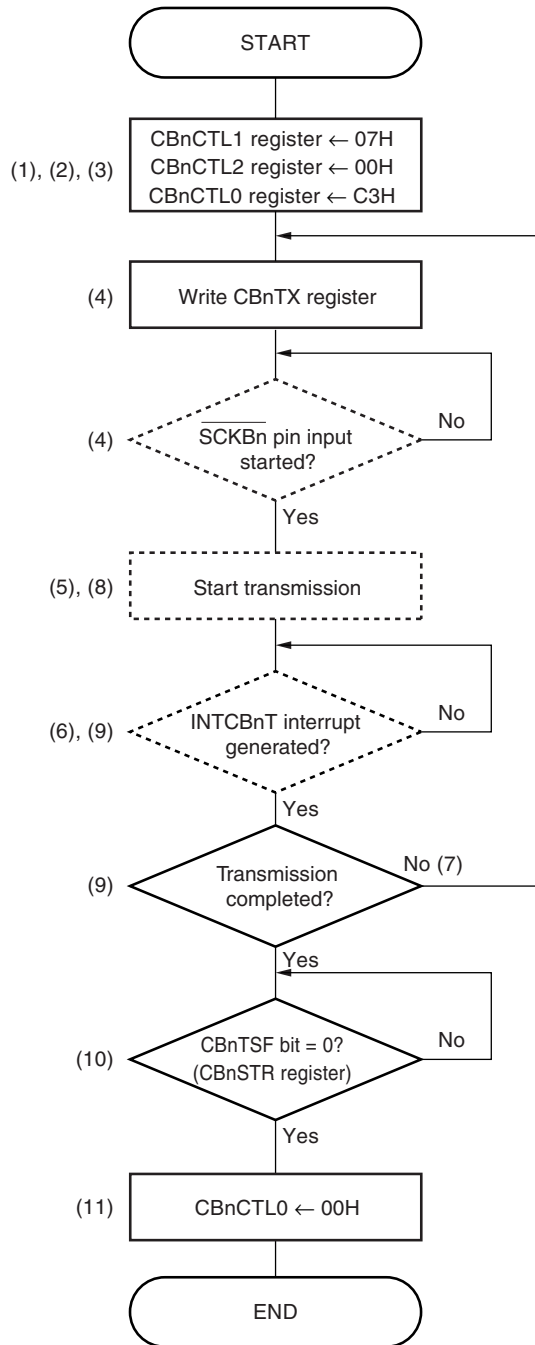 START
(1), (2), (3)
CBnCTL1 register ← 07H
CBnCTL2 register ← 00H
CBnCTL0 register ← C3H
(4)
Write CBnTX register
(4)
SCKBn pin input
started?
No
Yes
(5), (8)
Start transmission
(6), (9)
INTCBnT interrupt
generated?
No
Yes
(9)
Transmission
completed?
No (7)
Yes
(10)
CBnTSF bit = 0?
(CBnSTR register)
No
Yes
(11)
CBnCTL0 ← 00H
END